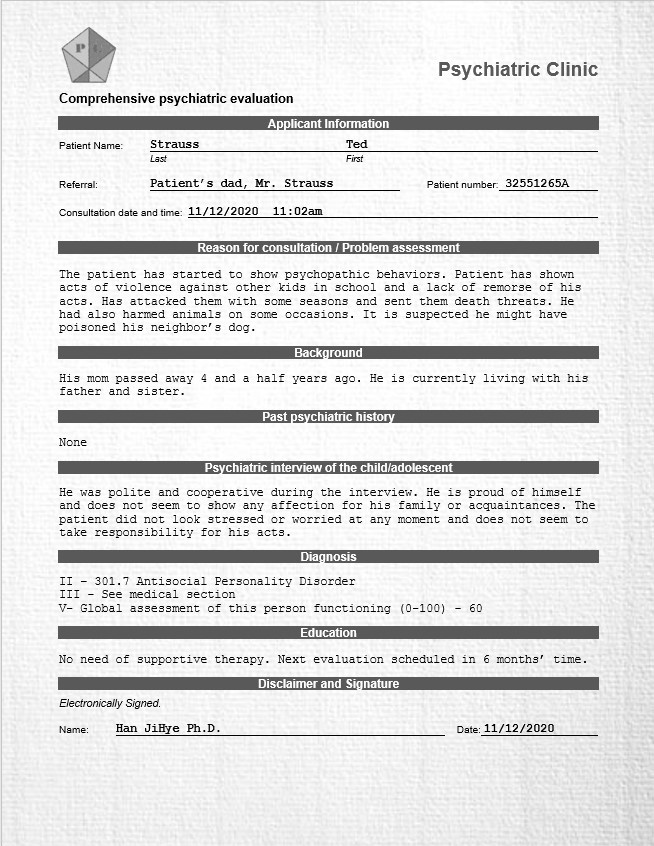 P L
Psychiatric Clinic
Comprehensive psychiatric evaluation
Applicant Information
Patient Name: Strauss Ted
Last First
Referral: Patient's dad, Mr. Strauss Patient number: 32551265A
Consultation date and time: 11/12/2020 11:02am
Reason for consultation / Problem assessment
The patient has started to show psychopathic behaviors. Patient has shown
acts of violence against other kids in school and a lack of remorse of his
acts. Has attacked them with some seasons and sent them death threats. He
had also harmed animals on some occasions. It is suspected he might have
poisoned his neighbor's dog.
Background
His mom passed away 4 and a half years ago. He is currently living with his
father and sister.
Past psychiatric history
None
Psychiatric interview of the child/adolescent
He was polite and cooperative during the interview. He is proud of himself
and does not seem to show any affection for his family or acquaintances. The
patient did not look stressed or worried at any moment and does not seem to
take responsibility for his acts.
Diagnosis
II - 301.7 Antisocial Personality Disorder
III - See medical section
V- Global assessment of this person functioning (0-100) - 60
Education
No need of supportive therapy. Next evaluation scheduled in 6 months' time.
Disclaimer and Signature
Electronically Signed.
Name: Han JiHye Ph.D. Date: 11/12/2020